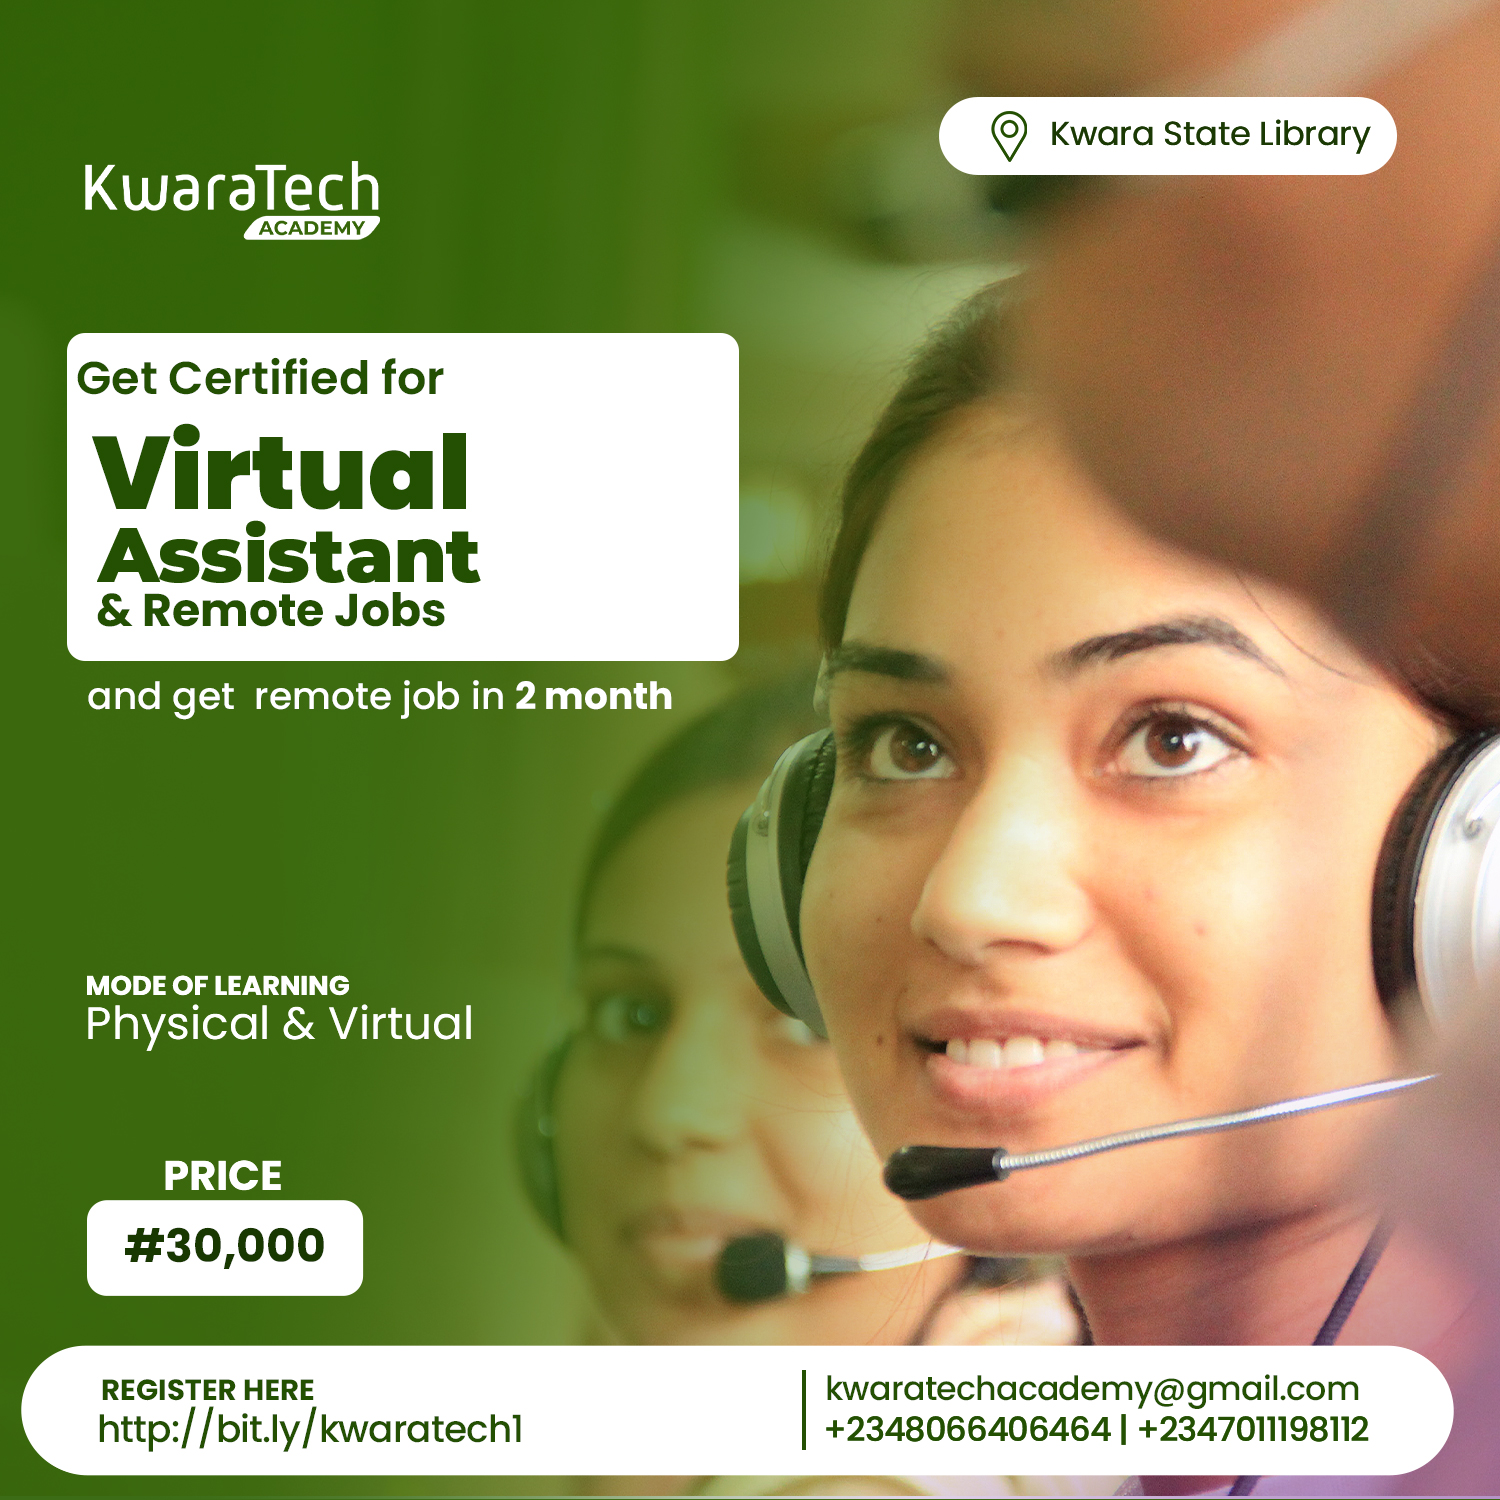 KwaraTech
ACADEMY
Kwara State Library
Get Certified for
Virtual
Assistant
& Remote Jobs
and get remote job in 2 month
MODE OF LEARNING
Physical & Virtual
PRICE
#30,000
REGISTER HERE
http://bit.ly/kwaratech1
kwaratechacademy@gmail.com
+2348066406464 | +2347011198112